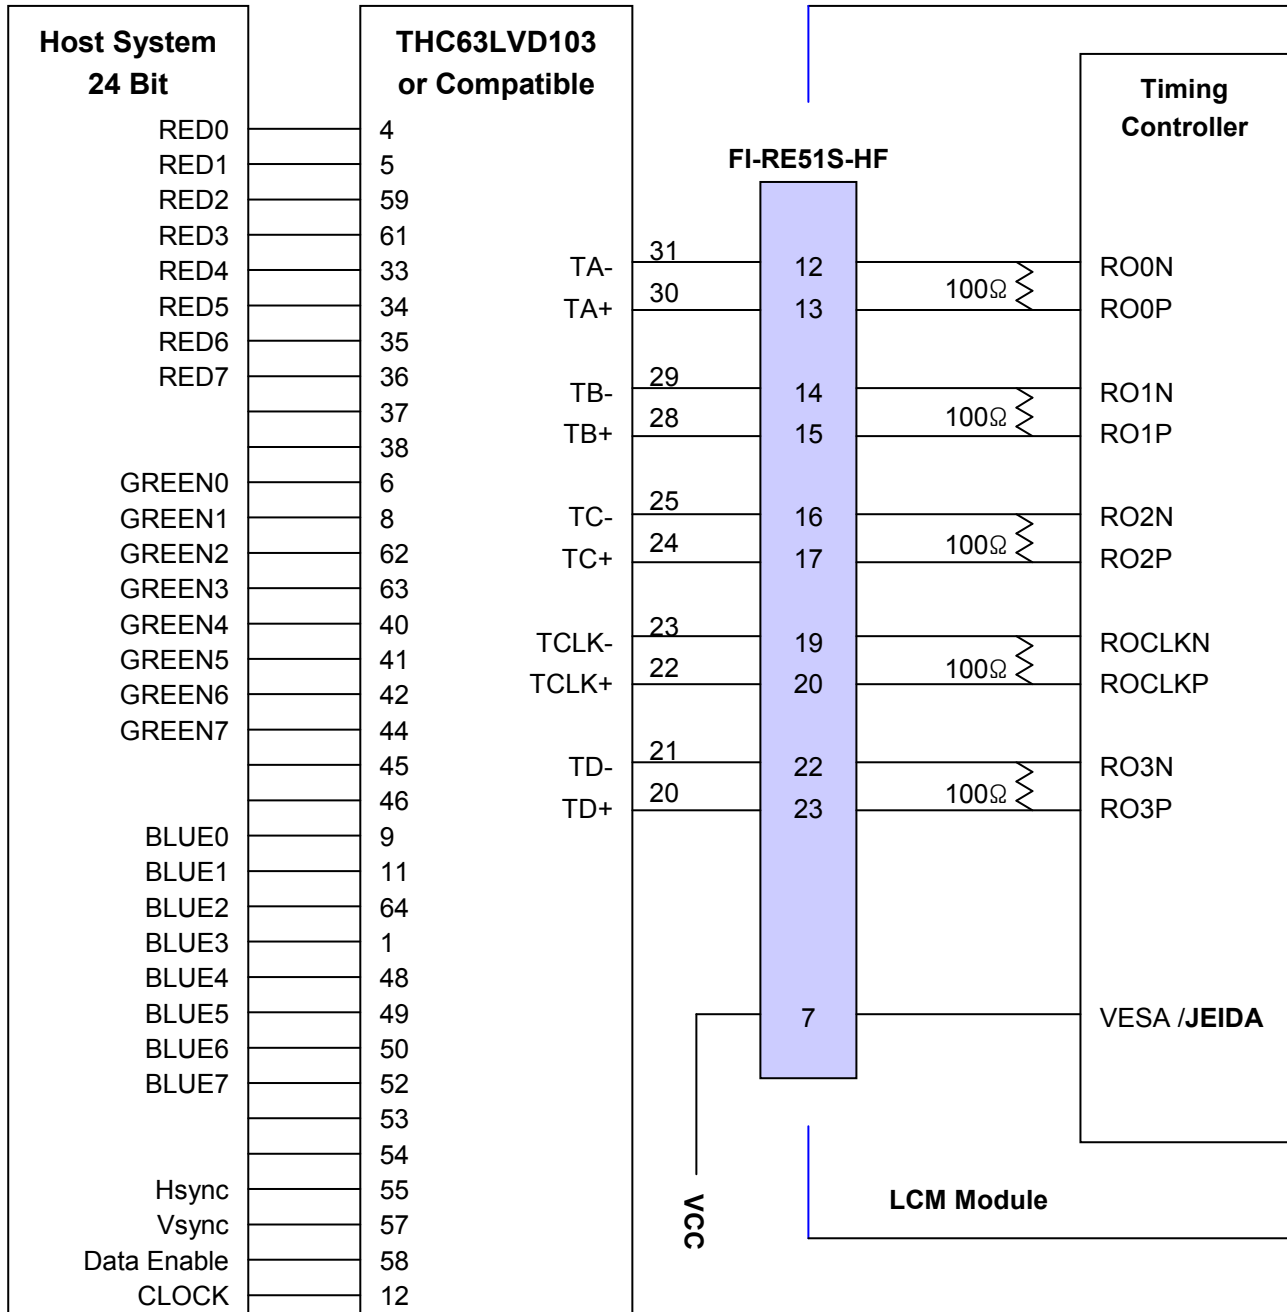 Host System
24 Bit
THC63LVD103
or Compatible
Timing
Controller
FI-RE51S-HF
RED0 4
RED1 5
RED2 59
RED3 61
RED4 33
RED5 34
RED6 35
RED7 36
37
38
GREEN0 6
GREEN1 8
GREEN2 62
GREEN3 63
GREEN4 40
GREEN5 41
GREEN6 42
GREEN7 44
45
46
BLUE0 9
BLUE1 11
BLUE2 64
BLUE3 1
BLUE4 48
BLUE5 49
BLUE6 50
BLUE7 52
53
54
Hsync 55
Vsync 57
Data Enable 58
CLOCK 12
TA- 31 12 RO0N
100Ω
TA+ 30 13 RO0P
TB- 29 14 RO1N
100Ω
TB+ 28 15 RO1P
TC- 25 16 RO2N
100Ω
TC+ 24 17 RO2P
TCLK- 23 19 ROCLKN
100Ω
TCLK+ 22 20 ROCLKP
TD- 21 22 RO3N
100Ω
TD+ 20 23 RO3P
7 VESA /JEIDA
VCC
LCM Module